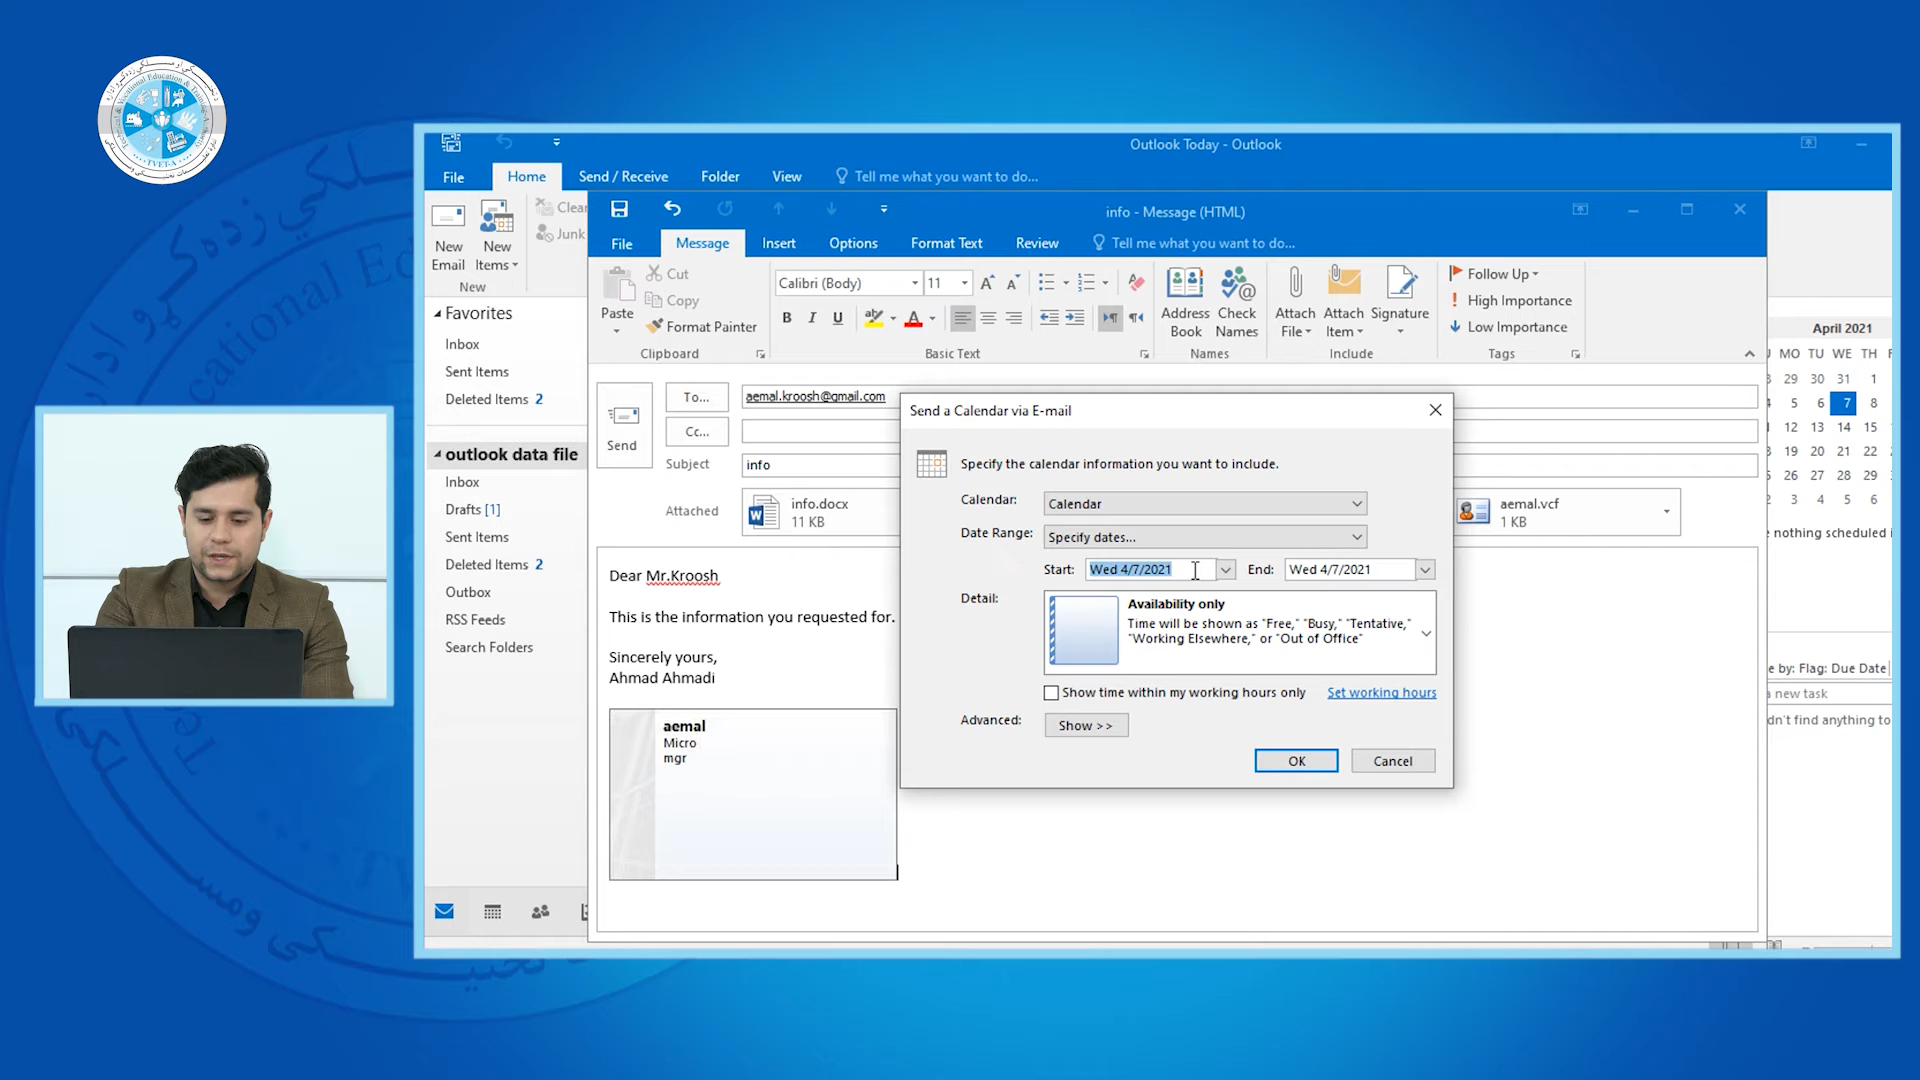 Technical & Vocational Education & Training-A
TVET-A
Outlook Today - Outlook
File
Home
Send / Receive
Folder
View
Tell me what you want to do...
New Email
New Items
Clear
Junk
New
info - Message (HTML)
File
Message
Insert
Options
Format Text
Review
Tell me what you want to do...
Paste
Cut
Copy
Format Painter
Clipboard
Calibri (Body)
11
B I U
Basic Text
Address Book
Check Names
Names
Attach File
Attach Item
Signature
Include
Follow Up
High Importance
Low Importance
Tags
Favorites
Inbox
Sent Items
Deleted Items 2
outlook data file
Inbox
Drafts [1]
Sent Items
Deleted Items 2
Outbox
RSS Feeds
Search Folders
Send
To...
aemal.kroosh@gmail.com
Cc...
Subject
info
Attached
info.docx
11 KB
aemal.vcf
1 KB
Dear Mr.Kroosh
This is the information you requested for.
Sincerely yours,
Ahmad Ahmadi
aemal
Micro
mgr
Send a Calendar via E-mail
Specify the calendar information you want to include.
Calendar:
Calendar
Date Range:
Specify dates...
Start:
Wed 4/7/2021
End:
Wed 4/7/2021
Detail:
Availability only
Time will be shown as "Free," "Busy," "Tentative,"
"Working Elsewhere," or "Out of Office"
Show time within my working hours only
Set working hours
Advanced:
Show >>
OK
Cancel
April 2021
MO TU WE TH
29 30 31 1
5 6 7 8
12 13 14 15
19 20 21 22
26 27 28 29
3 4 5 6
e nothing scheduled i
e by: Flag: Due Date
a new task
dn't find anything to